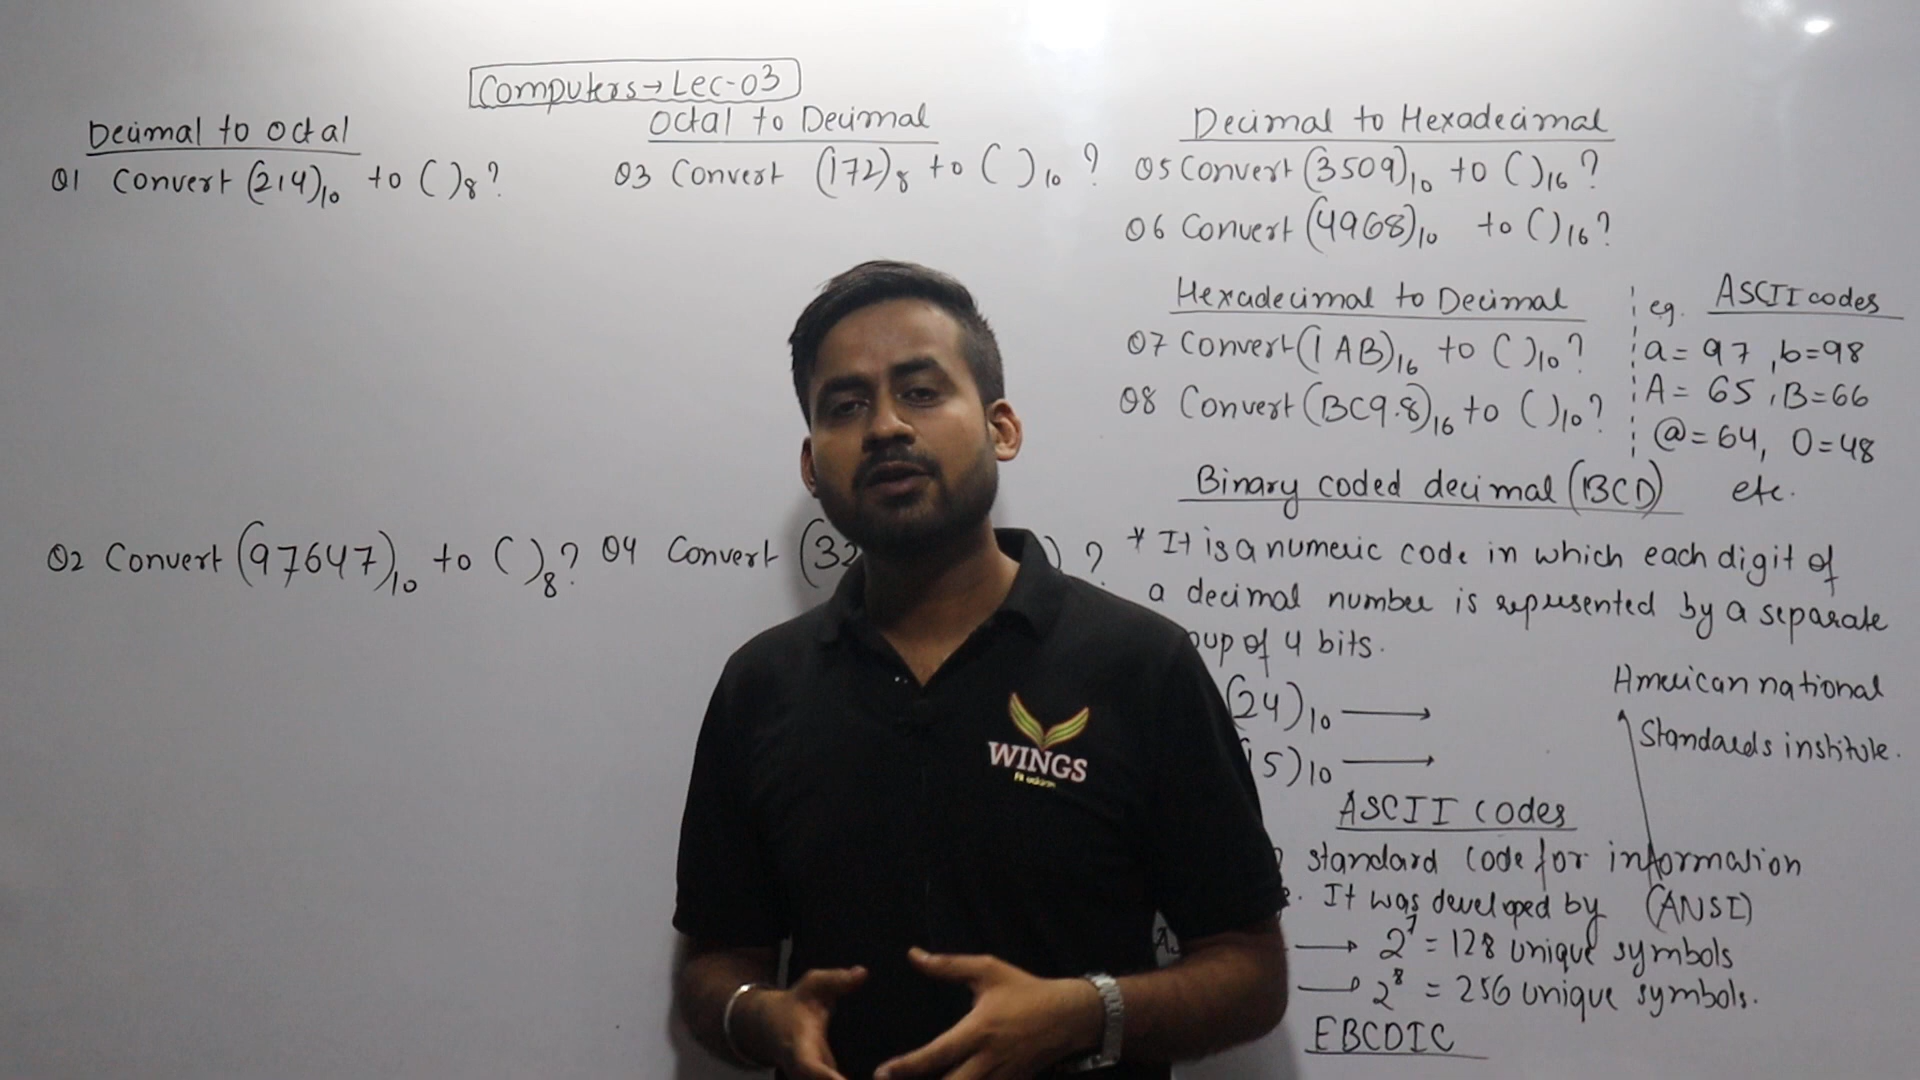 Computers → Lec-03
Decimal to Octal
Q1 Convert (214)10 to ( )8 ?
Q2 Convert (97647)10 to ( )8 ?
Octal to Decimal
Q3 Convert (172)8 to ( )10 ?
Q4 Convert (32 ) ?
Decimal to Hexadecimal
Q5 Convert (3509)10 to ( )16 ?
Q6 Convert (4968)10 to ( )16 ?
Hexadecimal to Decimal
Q7 Convert (1AB)16 to ( )10 ?
Q8 Convert (BC9.8)16 to ( )10 ?
eg. ASCII codes
a = 97, b=98
A = 65, B=66
@ = 64, 0=48
etc.
Binary coded decimal (BCD)
* It is a numeric code in which each digit of
a decimal number is represented by a separate
oup of 4 bits.
(24)10 →
15)10 →
American national
Standards institute.
ASCII codes
standard code for information
. It was developed by (ANSI)
→ 2^7 = 128 unique symbols
→ 2^8 = 256 unique symbols.
EBCDIC
WINGS